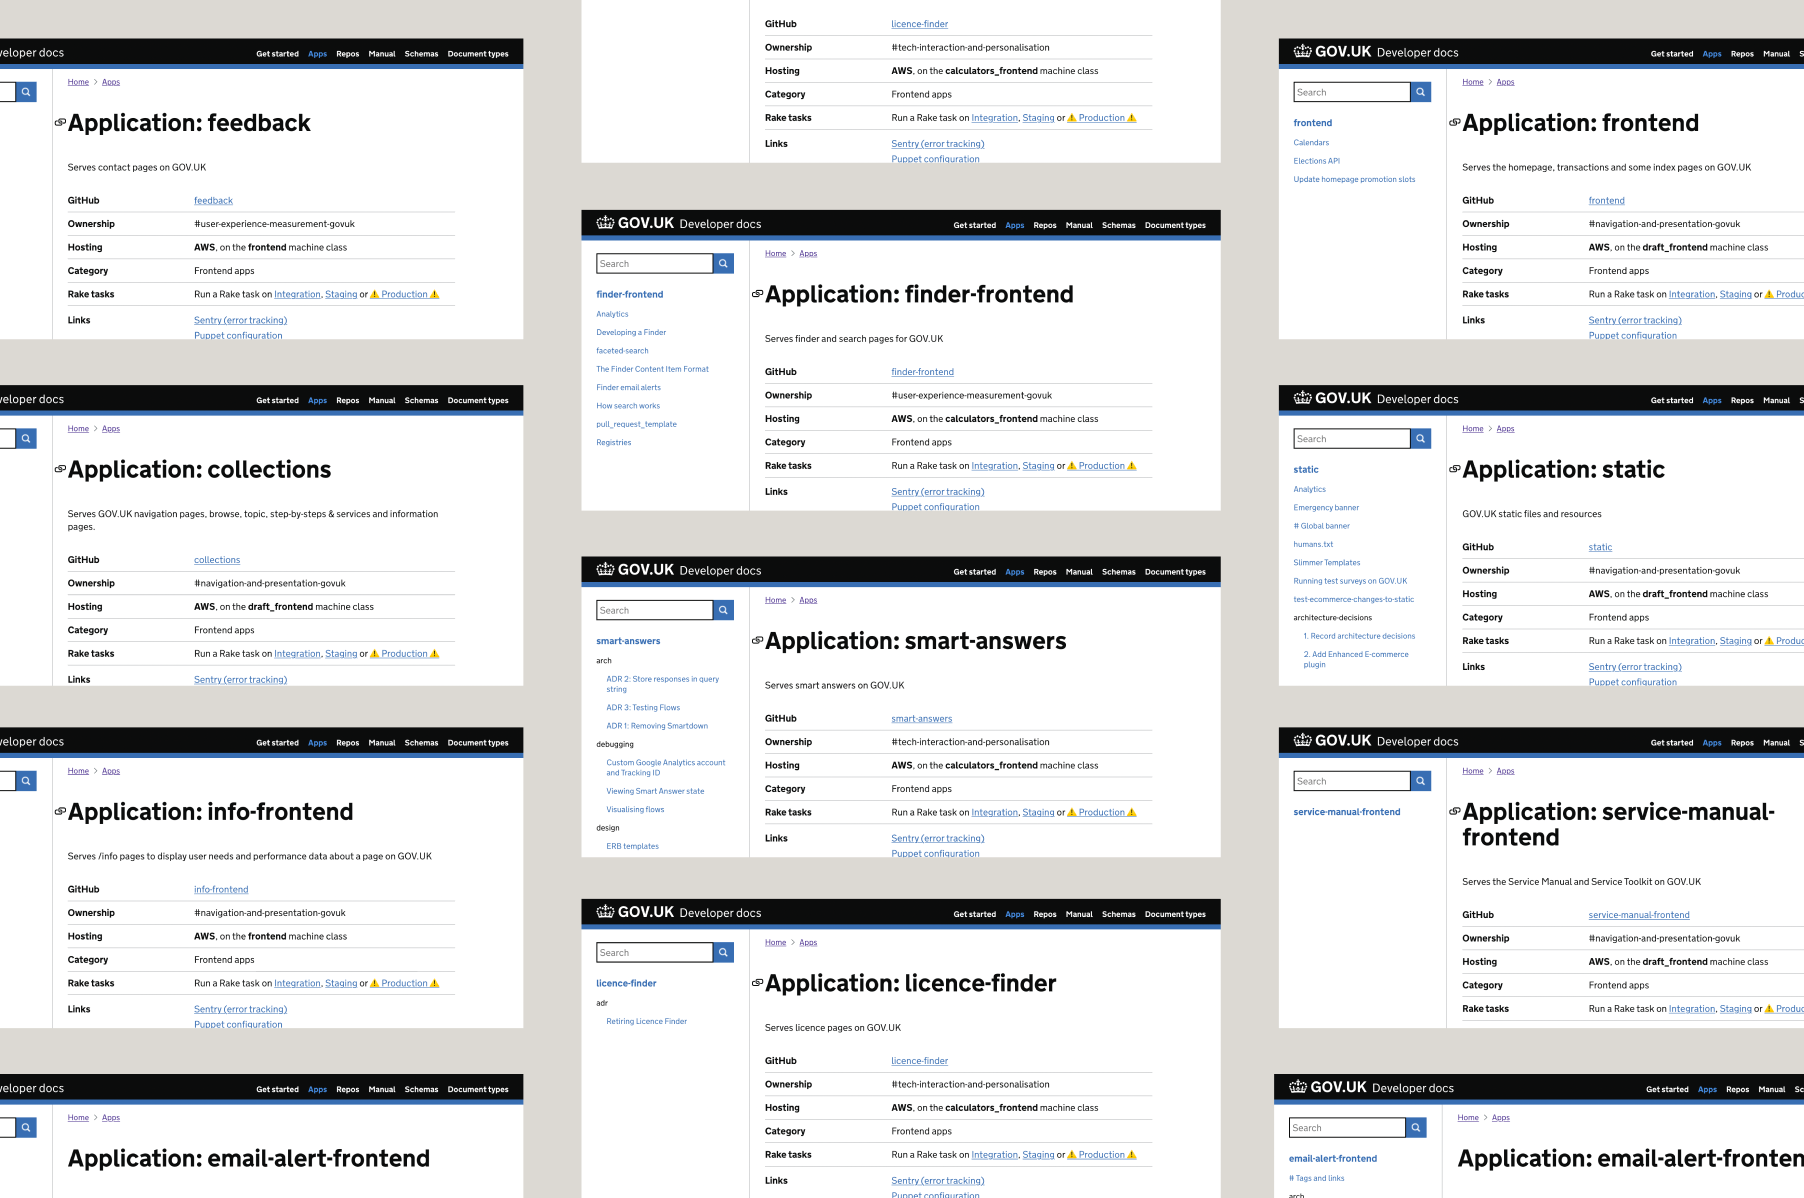 veloper docs
Get started Apps Repos Manual Schemas Document types
Home > Apps
Application: feedback
Serves contact pages on GOV.UK
GitHub feedback
Ownership #user-experience-measurement-govuk
Hosting AWS, on the frontend machine class
Category Frontend apps
Rake tasks Run a Rake task on Integration, Staging or ⚠️ Production ⚠️
Links Sentry (error tracking)
Puppet configuration
veloper docs
Get started Apps Repos Manual Schemas Document types
Home > Apps
Application: collections
Serves GOV.UK navigation pages, browse, topic, step-by-steps & services and information
pages.
GitHub collections
Ownership #navigation-and-presentation-govuk
Hosting AWS, on the draft_frontend machine class
Category Frontend apps
Rake tasks Run a Rake task on Integration, Staging or ⚠️ Production ⚠️
Links Sentry (error tracking)
veloper docs
Get started Apps Repos Manual Schemas Document types
Home > Apps
Application: info-frontend
Serves /info pages to display user needs and performance data about a page on GOV.UK
GitHub info-frontend
Ownership #navigation-and-presentation-govuk
Hosting AWS, on the frontend machine class
Category Frontend apps
Rake tasks Run a Rake task on Integration, Staging or ⚠️ Production ⚠️
Links Sentry (error tracking)
Puppet configuration
veloper docs
Get started Apps Repos Manual Schemas Document types
Home > Apps
Application: email-alert-frontend
GitHub licence-finder
Ownership #tech-interaction-and-personalisation
Hosting AWS, on the calculators_frontend machine class
Category Frontend apps
Rake tasks Run a Rake task on Integration, Staging or ⚠️ Production ⚠️
Links Sentry (error tracking)
Puppet configuration
GOV.UK Developer docs
Get started Apps Repos Manual Schemas Document types
Search
finder-frontend
Analytics
Developing a Finder
faceted-search
The Finder Content Item Format
Finder email alerts
How search works
pull_request_template
Registries
Home > Apps
Application: finder-frontend
Serves finder and search pages for GOV.UK
GitHub finder-frontend
Ownership #user-experience-measurement-govuk
Hosting AWS, on the calculators_frontend machine class
Category Frontend apps
Rake tasks Run a Rake task on Integration, Staging or ⚠️ Production ⚠️
Links Sentry (error tracking)
Puppet configuration
GOV.UK Developer docs
Get started Apps Repos Manual Schemas Document types
Search
smart-answers
arch
ADR 2: Store responses in query
string
ADR 3: Testing Flows
ADR 1: Removing Smartdown
debugging
Custom Google Analytics account
and Tracking ID
Viewing Smart Answer state
Visualising flows
design
ERB templates
Home > Apps
Application: smart-answers
Serves smart answers on GOV.UK
GitHub smart-answers
Ownership #tech-interaction-and-personalisation
Hosting AWS, on the calculators_frontend machine class
Category Frontend apps
Rake tasks Run a Rake task on Integration, Staging or ⚠️ Production ⚠️
Links Sentry (error tracking)
Puppet configuration
GOV.UK Developer docs
Get started Apps Repos Manual Schemas Document types
Search
licence-finder
adr
Retiring Licence Finder
Home > Apps
Application: licence-finder
Serves licence pages on GOV.UK
GitHub licence-finder
Ownership #tech-interaction-and-personalisation
Hosting AWS, on the calculators_frontend machine class
Category Frontend apps
Rake tasks Run a Rake task on Integration, Staging or ⚠️ Production ⚠️
Links Sentry (error tracking)
Puppet configuration
GOV.UK Developer docs
Get started Apps Repos Manual S
Search
frontend
Calendars
Elections API
Update homepage promotion slots
Home > Apps
Application: frontend
Serves the homepage, transactions and some index pages on GOV.UK
GitHub frontend
Ownership #navigation-and-presentation-govuk
Hosting AWS, on the draft_frontend machine class
Category Frontend apps
Rake tasks Run a Rake task on Integration, Staging or ⚠️ Produc
Links Sentry (error tracking)
Puppet configuration
GOV.UK Developer docs
Get started Apps Repos Manual S
Search
static
Analytics
Emergency banner
# Global banner
humans.txt
Slimmer Templates
Running test surveys on GOV.UK
test-ecommerce-changes-to-static
architecture-decisions
1. Record architecture decisions
2. Add Enhanced E-commerce
plugin
Home > Apps
Application: static
GOV.UK static files and resources
GitHub static
Ownership #navigation-and-presentation-govuk
Hosting AWS, on the draft_frontend machine class
Category Frontend apps
Rake tasks Run a Rake task on Integration, Staging or ⚠️ Produc
Links Sentry (error tracking)
Puppet configuration
GOV.UK Developer docs
Get started Apps Repos Manual S
Search
service-manual-frontend
Home > Apps
Application: service-manual-
frontend
Serves the Service Manual and Service Toolkit on GOV.UK
GitHub service-manual-frontend
Ownership #navigation-and-presentation-govuk
Hosting AWS, on the draft_frontend machine class
Category Frontend apps
Rake tasks Run a Rake task on Integration, Staging or ⚠️ Produc
GOV.UK Developer docs
Get started Apps Repos Manual Sc
Search
email-alert-frontend
# Tags and links
arch
Home > Apps
Application: email-alert-fronten